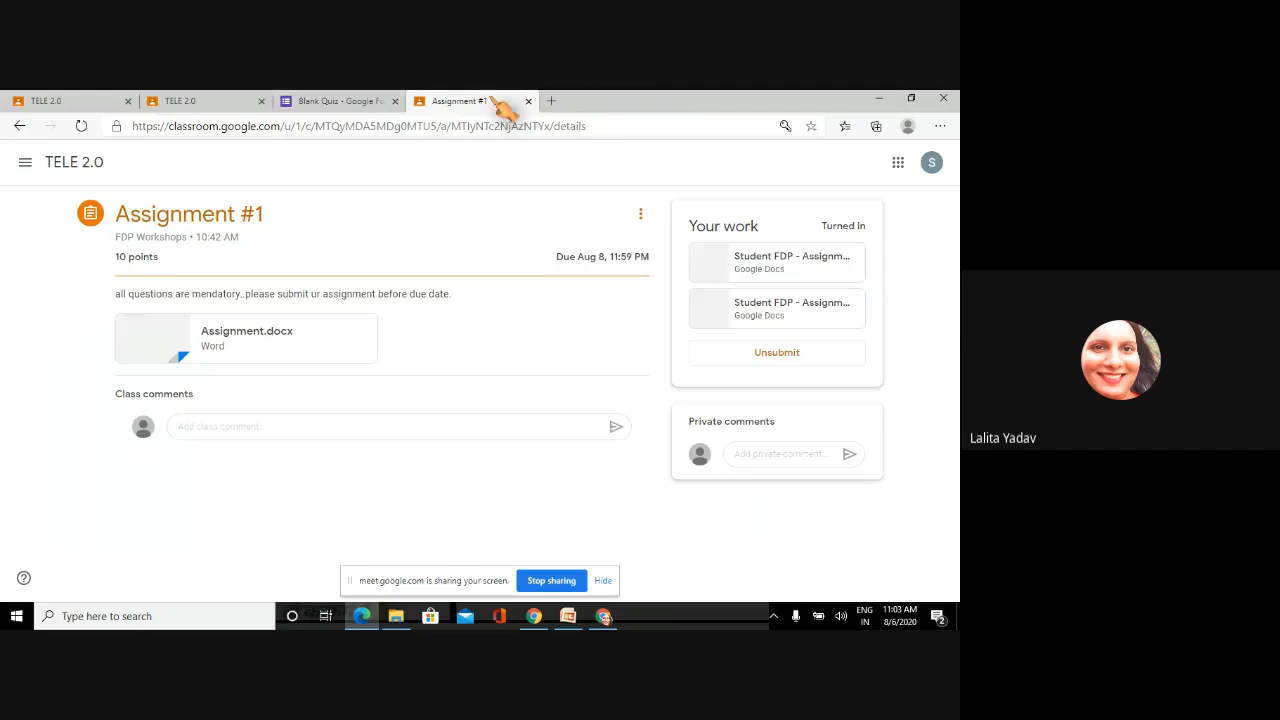 TELE 2.0
TELE 2.0
Blank Quiz - Google Fo
Assignment #1
https://classroom.google.com/u/1/c/MTQyMDA5MDg0MTU5/a/MTIyNTc2NjAzNTYx/details
TELE 2.0
S
Assignment #1
FDP Workshops • 10:42 AM
10 points
Due Aug 8, 11:59 PM
all questions are mendatory..please submit ur assignment before due date.
Assignment.docx
Word
Class comments
Add class comment...
Your work
Turned in
Student FDP - Assignm...
Google Docs
Student FDP - Assignm...
Google Docs
Unsubmit
Private comments
Add private comment...
Lalita Yadav
meet.google.com is sharing your screen.
Stop sharing
Hide
Type here to search
ENG
IN
11:03 AM
8/6/2020
2